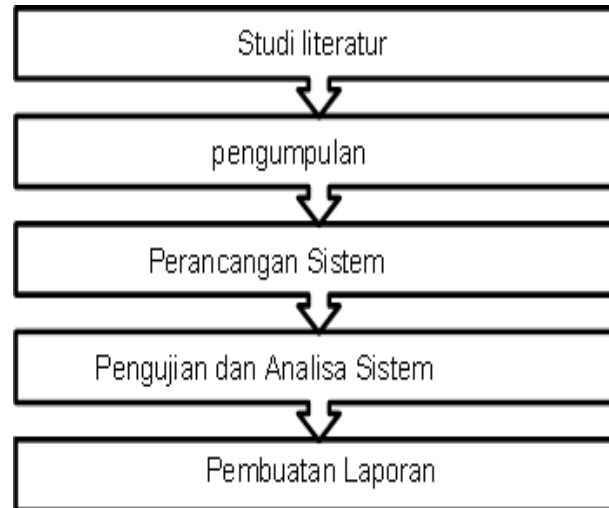 Studi literatur
pengumpulan
Perancangan Sistem
Pengujian dan Analisa Sistem
Pembuatan Laporan